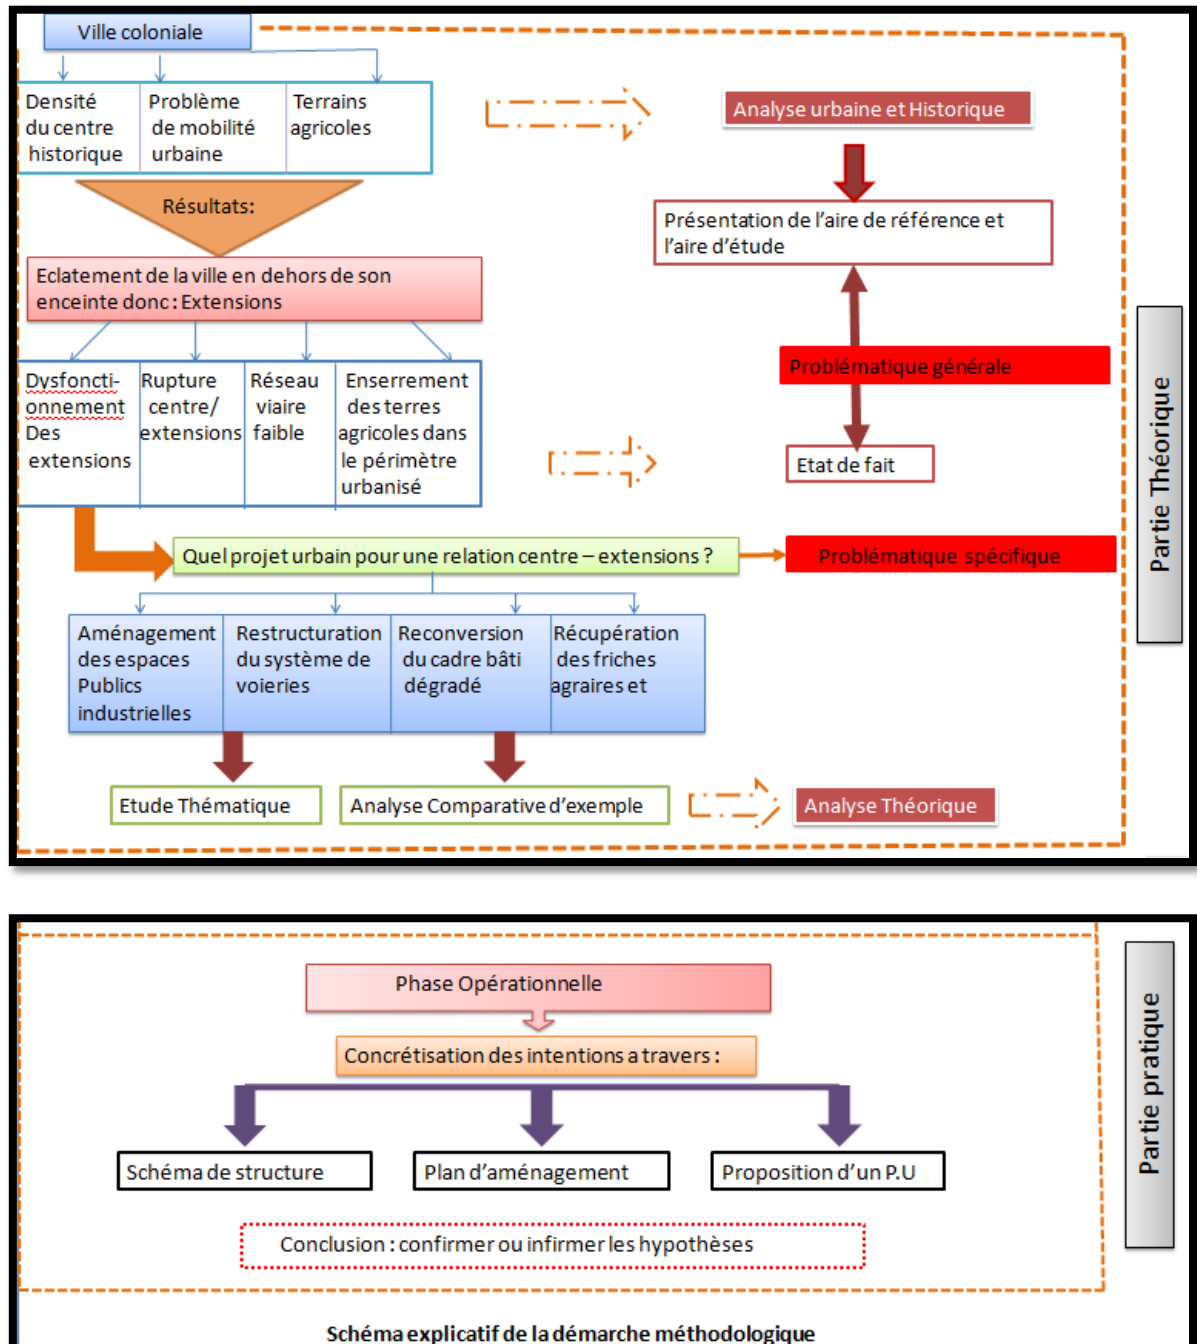 Ville coloniale
Densité
du centre
historique
Problème
de mobilité
urbaine
Terrains
agricoles
Analyse urbaine et Historique
Résultats:
Présentation de l'aire de référence et
l'aire d'étude
Eclatement de la ville en dehors de son
enceinte donc : Extensions
Problématique générale
Dysfoncti-
onnement
Des
extensions
Rupture
centre/
extensions
Réseau
viaire
faible
Enserrement
des terres
agricoles dans
le périmètre
urbanisé
Etat de fait
Quel projet urbain pour une relation centre – extensions ?
Problématique spécifique
Aménagement
des espaces
Publics
industrielles
Restructuration
du système de
voieries
Reconversion
du cadre bâti
dégradé
Récupération
des friches
agraires et
Etude Thématique
Analyse Comparative d'exemple
Analyse Théorique
Partie Théorique
Phase Opérationnelle
Concrétisation des intentions a travers :
Schéma de structure
Plan d'aménagement
Proposition d'un P.U
Conclusion : confirmer ou infirmer les hypothèses
Partie pratique
Schéma explicatif de la démarche méthodologique